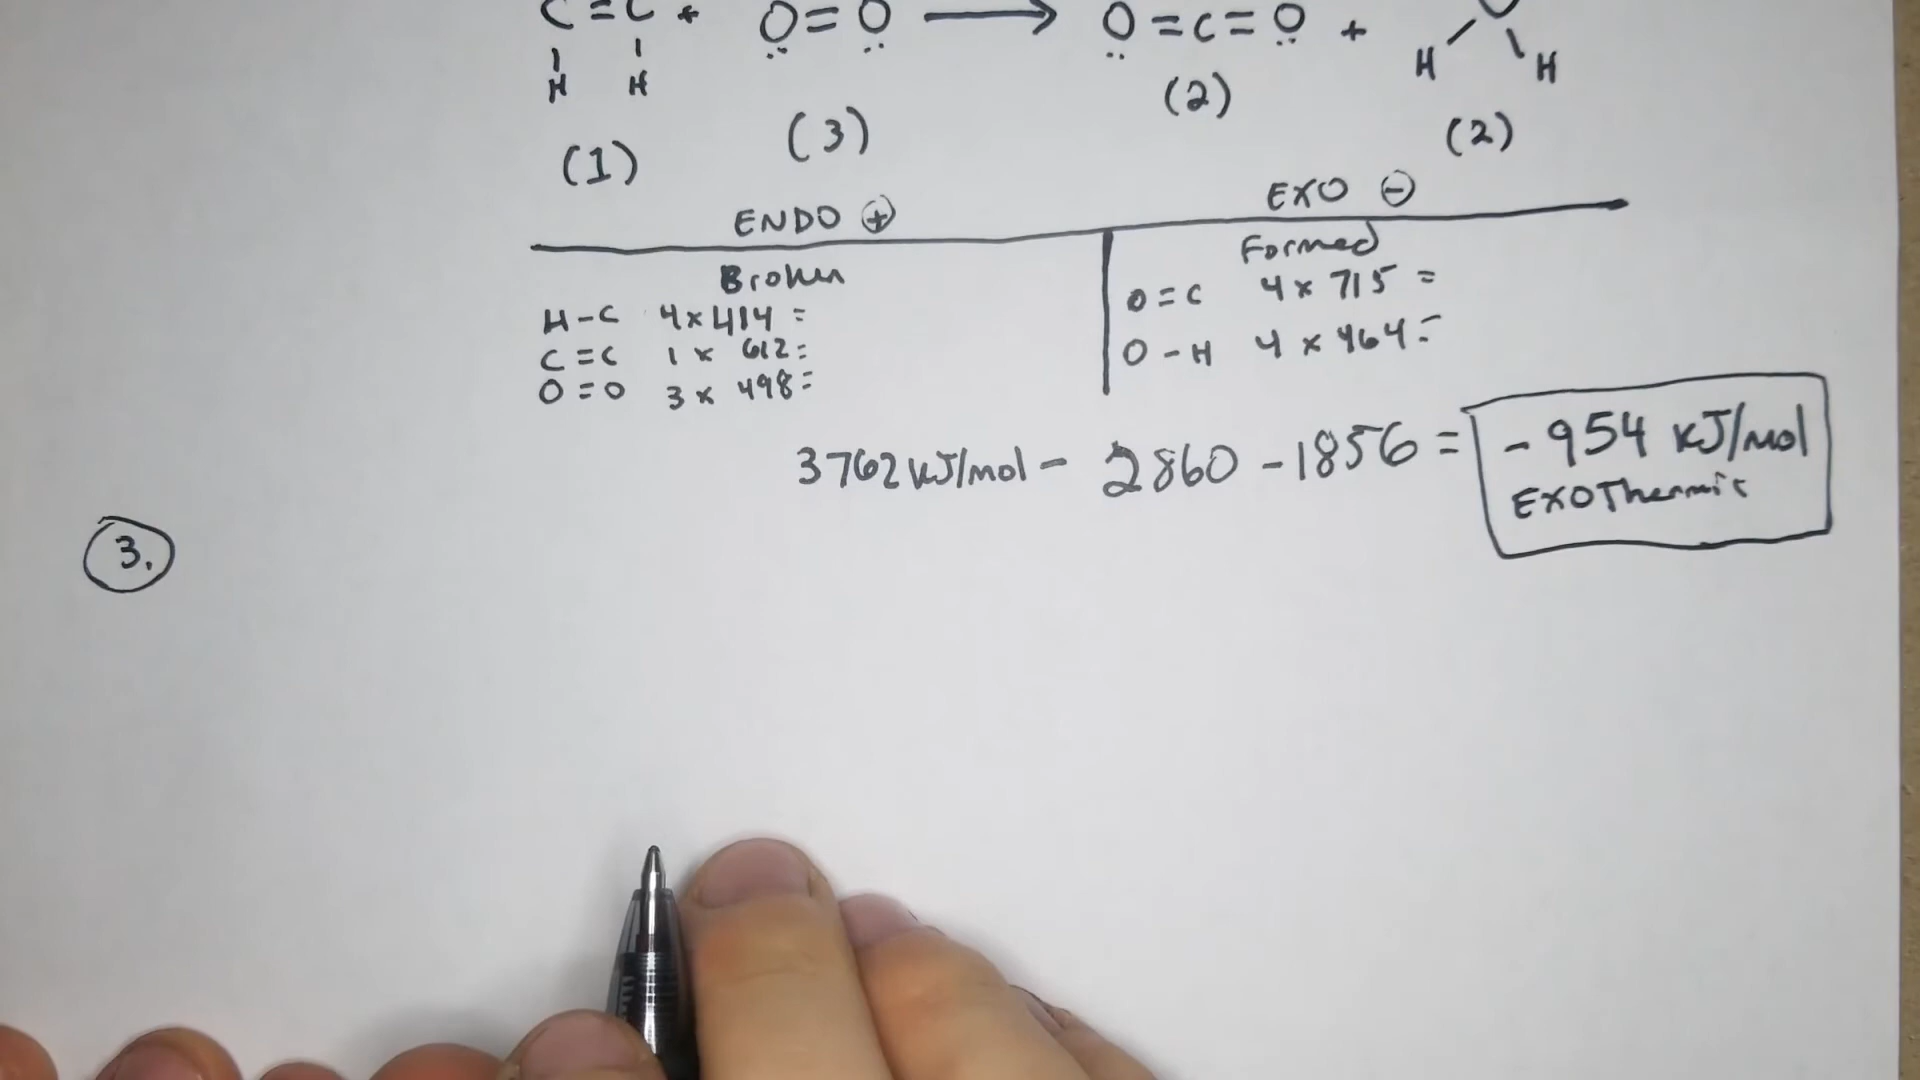 C = C + O = O → O = C = O +
H H H H
(1) (3) (2) (2)
ENDO ⊕ EXO ⊖
Broken Formed
H - C 4 x 414 = O = C 4 x 715 =
C = C 1 x 612 = O - H 4 x 464 =
O = O 3 x 498 =
3762 kJ/mol - 2860 - 1856 = - 954 kJ/mol
EXOThermic
3.